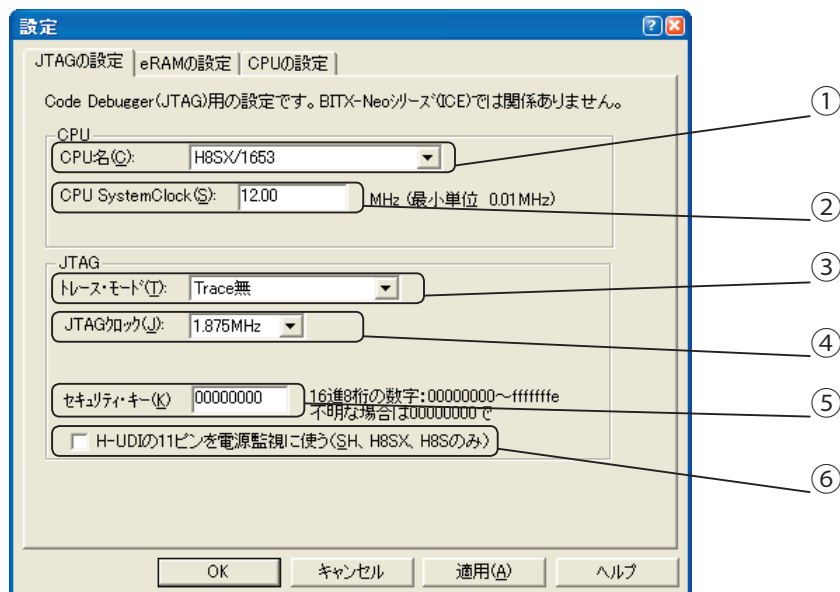 設定
JTAGの設定 eRAMの設定 CPUの設定
Code Debugger(JTAG)用の設定です。BITX-Neoシリーズ(ICE)では関係ありません。
①
CPU
CPU名(C): H8SX/1653
CPU SystemClock(S): 12.00 MHz (最小単位 0.01MHz)
②
JTAG
③
トレース・モード(T): Trace無
JTAGクロック(J): 1.875MHz
④
セキュリティ・キー(K) 00000000 16進8桁の数字:00000000～fffffffe
不明な場合は00000000で
⑤
H-UDIの11ピンを電源監視に使う(SH、H8SX、H8Sのみ)
⑥
OK キャンセル 適用(A) ヘルプ